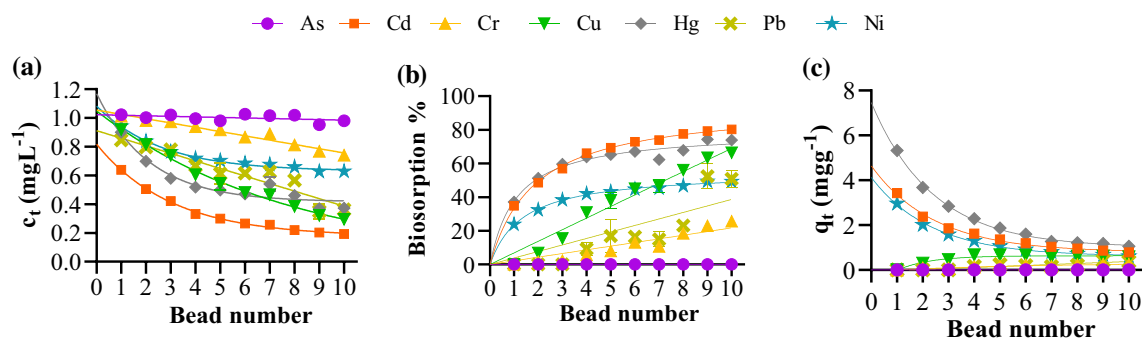 As Cd Cr Cu Hg Pb Ni
(a)
1.2
1.0
0.8
0.6
0.4
0.2
0.0
cₜ (mgL⁻¹)
0 1 2 3 4 5 6 7 8 9 10
Bead number
(b)
100
80
60
40
20
0
Biosorption %
0 1 2 3 4 5 6 7 8 9 10
Bead number
(c)
8
6
4
2
0
qₜ (mgg⁻¹)
0 1 2 3 4 5 6 7 8 9 10
Bead number